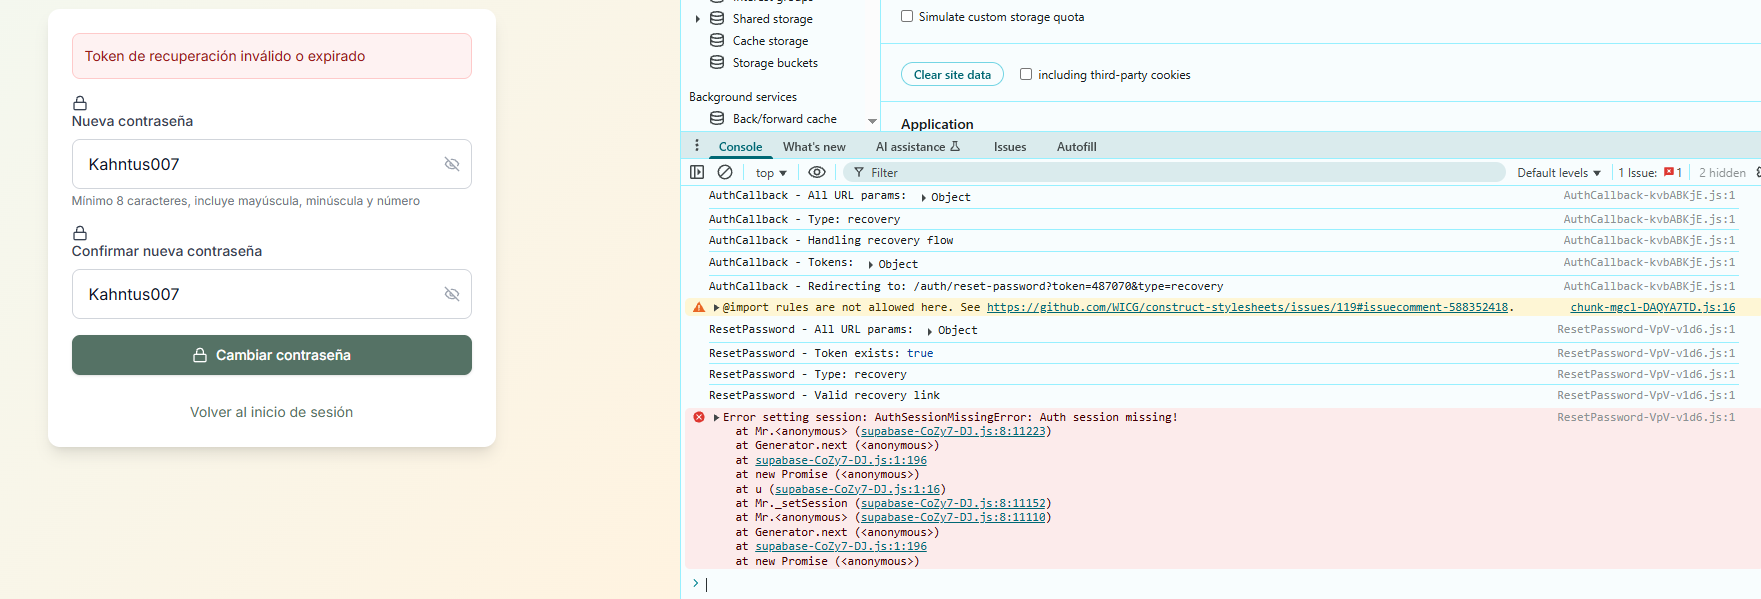 Token de recuperación inválido o expirado
Nueva contraseña
Kahntus007
Mínimo 8 caracteres, incluye mayúscula, minúscula y número
Confirmar nueva contraseña
Kahntus007
Cambiar contraseña
Volver al inicio de sesión
Shared storage
Cache storage
Storage buckets
Background services
Back/forward cache
Simulate custom storage quota
Clear site data including third-party cookies
Application
Console What's new AI assistance Issues Autofill
top Filter Default levels 1 Issue: 1 2 hidden
AuthCallback - All URL params: Object AuthCallback-kvbABKjE.js:1
AuthCallback - Type: recovery AuthCallback-kvbABKjE.js:1
AuthCallback - Handling recovery flow AuthCallback-kvbABKjE.js:1
AuthCallback - Tokens: Object AuthCallback-kvbABKjE.js:1
AuthCallback - Redirecting to: /auth/reset-password?token=487070&type=recovery AuthCallback-kvbABKjE.js:1
@import rules are not allowed here. See https://github.com/WICG/construct-stylesheets/issues/119#issuecomment-588352418. chunk-mgcl-DAQYA7TD.js:16
ResetPassword - All URL params: Object ResetPassword-VpV-v1d6.js:1
ResetPassword - Token exists: true ResetPassword-VpV-v1d6.js:1
ResetPassword - Type: recovery ResetPassword-VpV-v1d6.js:1
ResetPassword - Valid recovery link ResetPassword-VpV-v1d6.js:1
Error setting session: AuthSessionMissingError: Auth session missing! ResetPassword-VpV-v1d6.js:1
at Mr.<anonymous> (supabase-CoZy7-DJ.js:8:11223)
at Generator.next (<anonymous>)
at supabase-CoZy7-DJ.js:1:196
at new Promise (<anonymous>)
at u (supabase-CoZy7-DJ.js:1:16)
at Mr._setSession (supabase-CoZy7-DJ.js:8:11152)
at Mr.<anonymous> (supabase-CoZy7-DJ.js:8:11110)
at Generator.next (<anonymous>)
at supabase-CoZy7-DJ.js:1:196
at new Promise (<anonymous>)